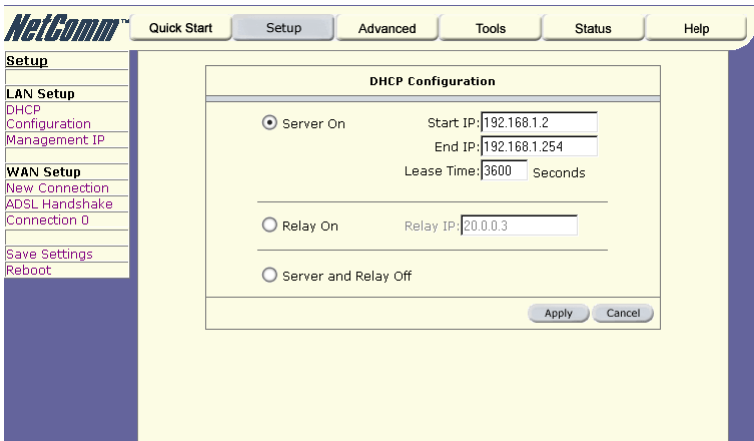 NetComm™
Quick Start
Setup
Advanced
Tools
Status
Help
Setup
LAN Setup
DHCP
Configuration
Management IP
WAN Setup
New Connection
ADSL Handshake
Connection 0
Save Settings
Reboot
DHCP Configuration
Server On
Start IP: 192.168.1.2
End IP: 192.168.1.254
Lease Time: 3600 Seconds
Relay On
Relay IP: 20.0.0.3
Server and Relay Off
Apply
Cancel